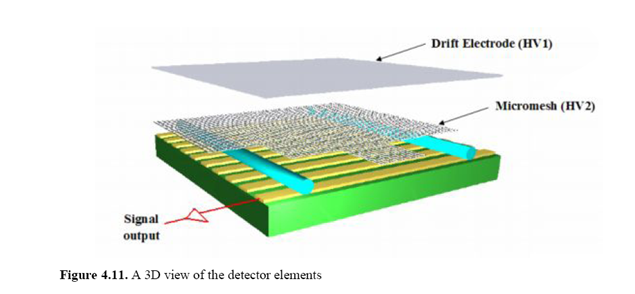 Drift Electrode (HV1)
Micromesh (HV2)
Signal
output
Figure 4.11. A 3D view of the detector elements